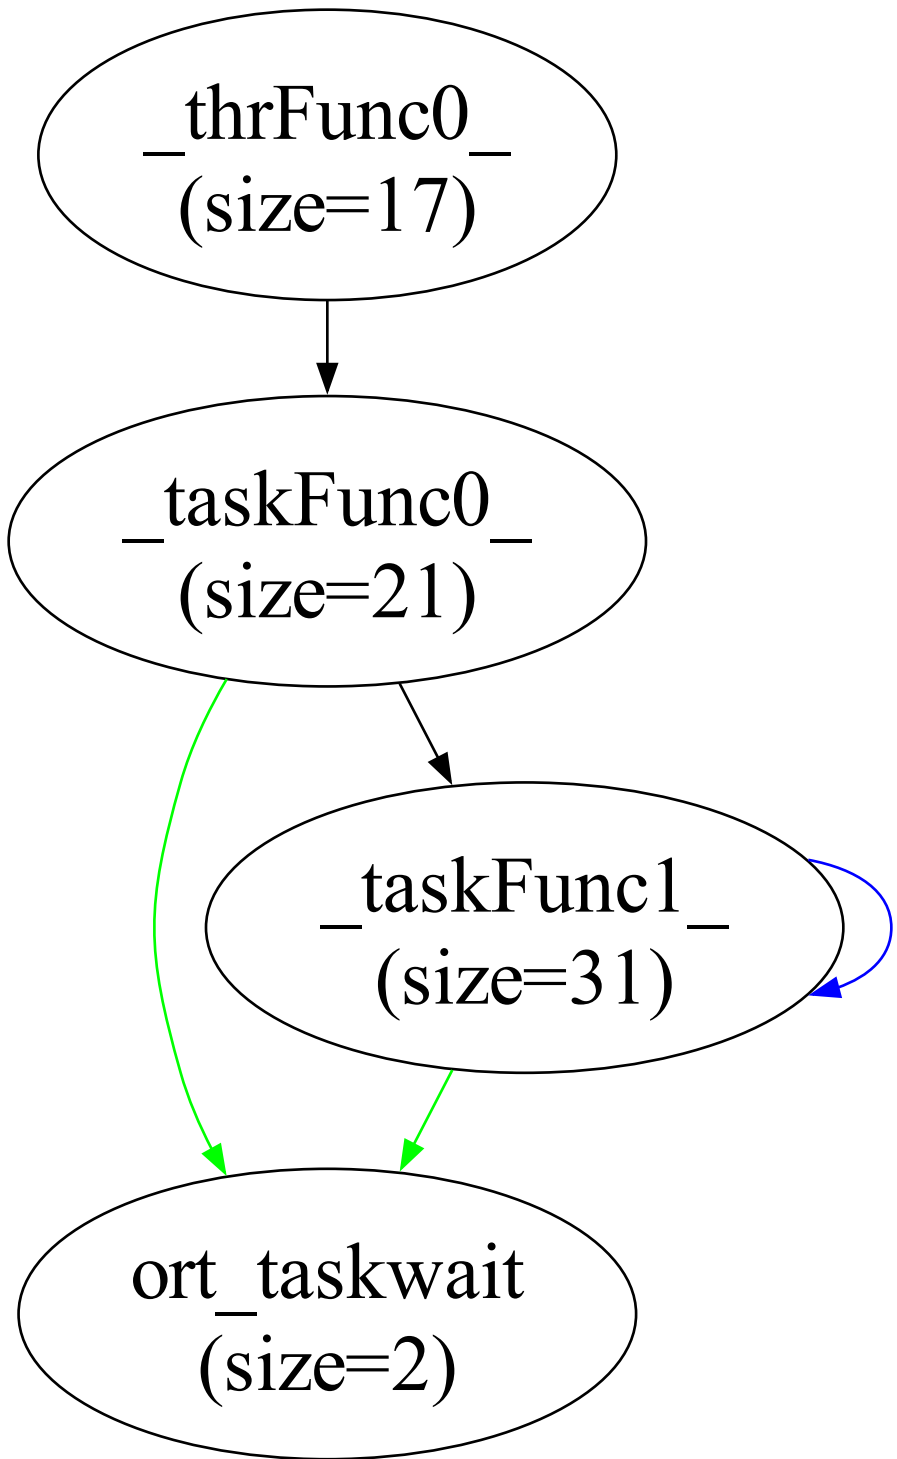 _thrFunc0_
(size=17)
_taskFunc0_
(size=21)
_taskFunc1_
(size=31)
ort_taskwait
(size=2)